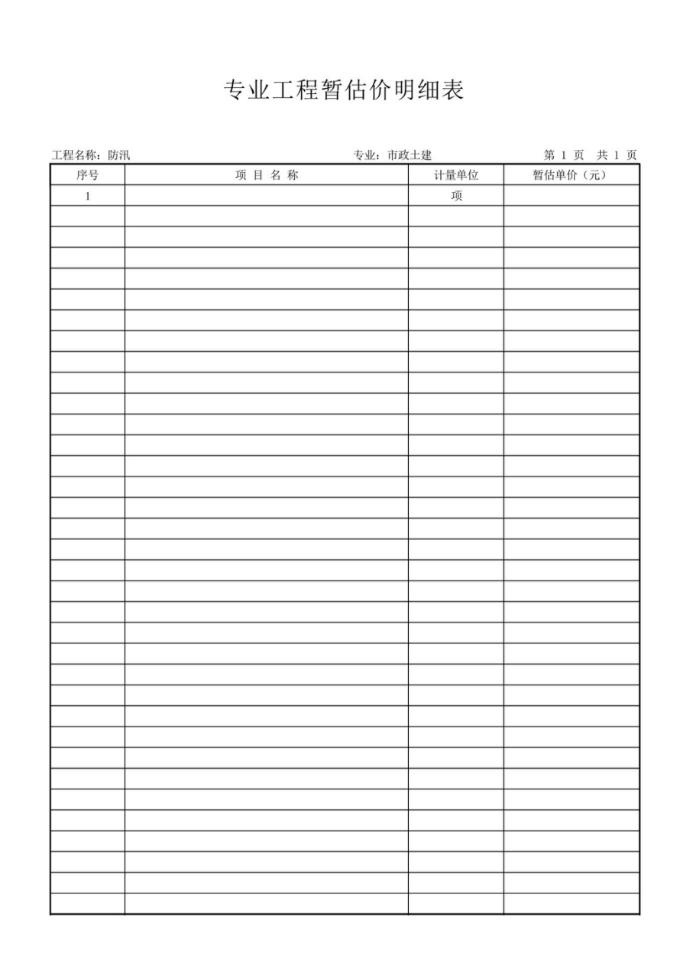 专业工程暂估价明细表
工程名称：防汛 专业：市政土建 第 1 页 共 1 页
序号 项 目 名 称 计量单位 暂估单价（元）
1 项